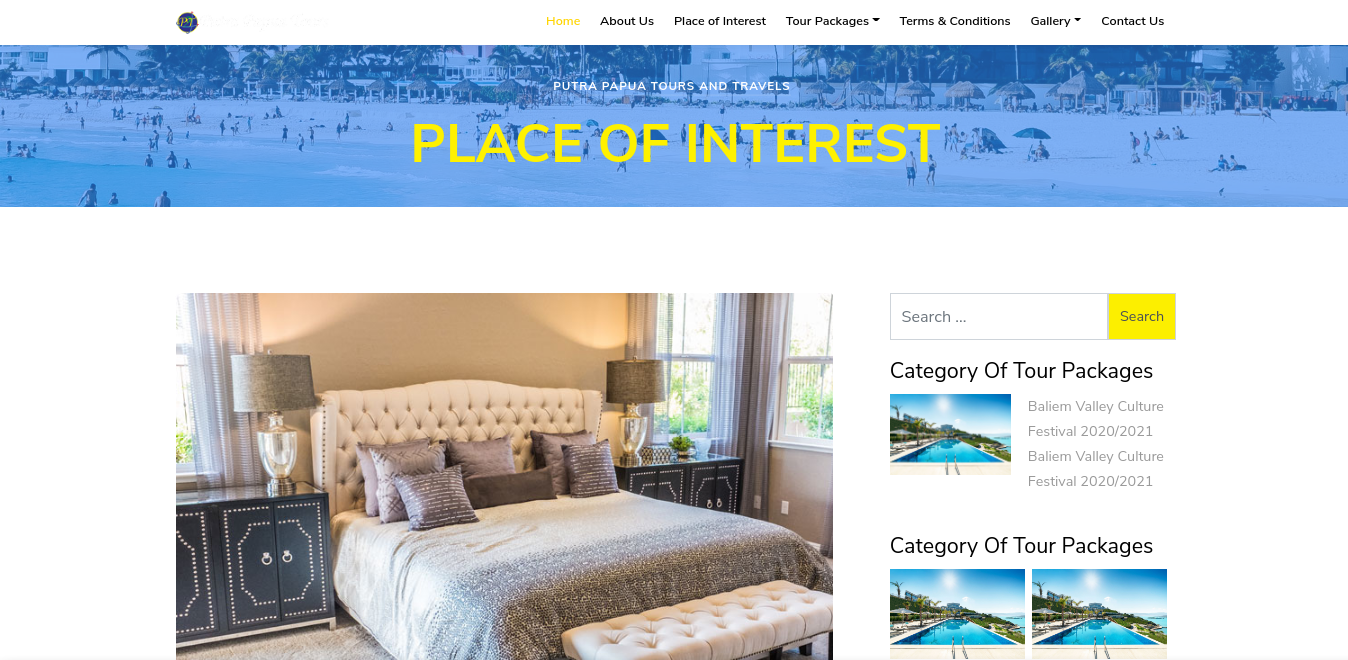 PT
Home About Us Place of Interest Tour Packages Terms & Conditions Gallery Contact Us
PUTRA PAPUA TOURS AND TRAVELS
PLACE OF INTEREST
Search ... Search
Category Of Tour Packages
Baliem Valley Culture
Festival 2020/2021
Baliem Valley Culture
Festival 2020/2021
Category Of Tour Packages